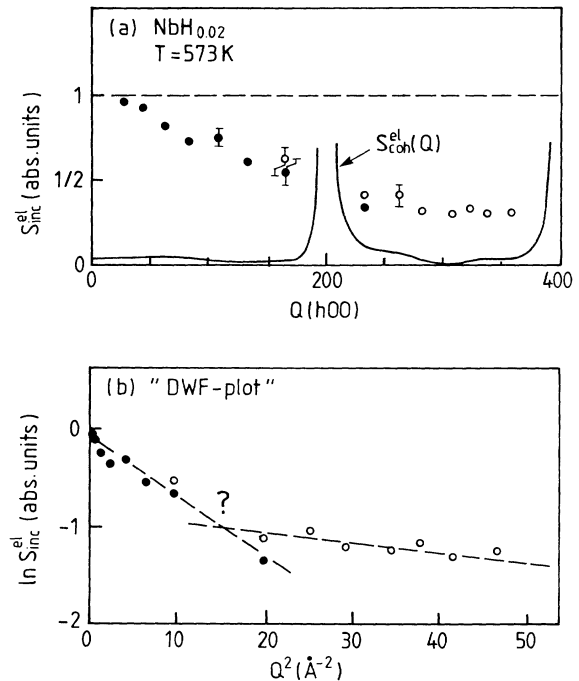 (a) NbH0.02
T=573K
1
1/2
0
S^el_inc (abs. units)
S^el_coh(Q)
0
200
400
Q(h00)
(b) "DWF-plot"
0
-1
-2
ln S^el_inc (abs. units)
?
0
10
20
30
40
50
Q²(Å⁻²)